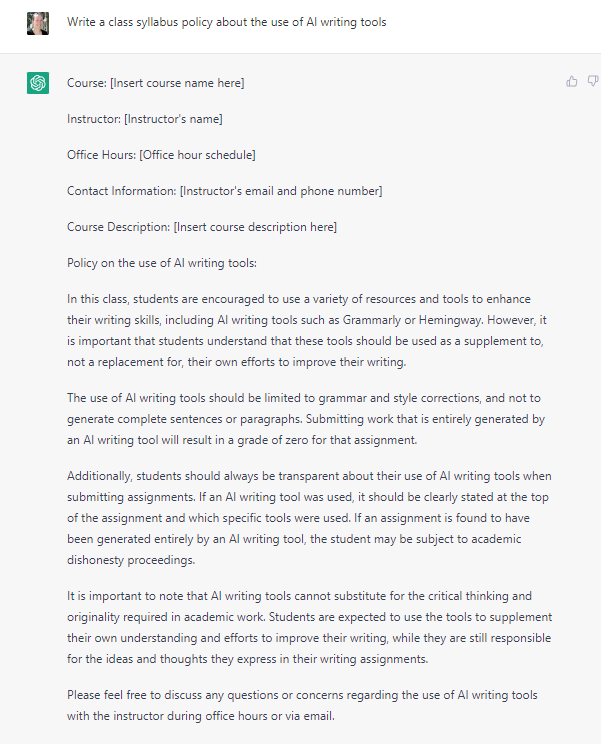 Write a class syllabus policy about the use of AI writing tools
Course: [Insert course name here]
Instructor: [Instructor's name]
Office Hours: [Office hour schedule]
Contact Information: [Instructor's email and phone number]
Course Description: [Insert course description here]
Policy on the use of AI writing tools:
In this class, students are encouraged to use a variety of resources and tools to enhance
their writing skills, including AI writing tools such as Grammarly or Hemingway. However, it
is important that students understand that these tools should be used as a supplement to,
not a replacement for, their own efforts to improve their writing.
The use of AI writing tools should be limited to grammar and style corrections, and not to
generate complete sentences or paragraphs. Submitting work that is entirely generated by
an AI writing tool will result in a grade of zero for that assignment.
Additionally, students should always be transparent about their use of AI writing tools when
submitting assignments. If an AI writing tool was used, it should be clearly stated at the top
of the assignment and which specific tools were used. If an assignment is found to have
been generated entirely by an AI writing tool, the student may be subject to academic
dishonesty proceedings.
It is important to note that AI writing tools cannot substitute for the critical thinking and
originality required in academic work. Students are expected to use the tools to supplement
their own understanding and efforts to improve their writing, while they are still responsible
for the ideas and thoughts they express in their writing assignments.
Please feel free to discuss any questions or concerns regarding the use of AI writing tools
with the instructor during office hours or via email.